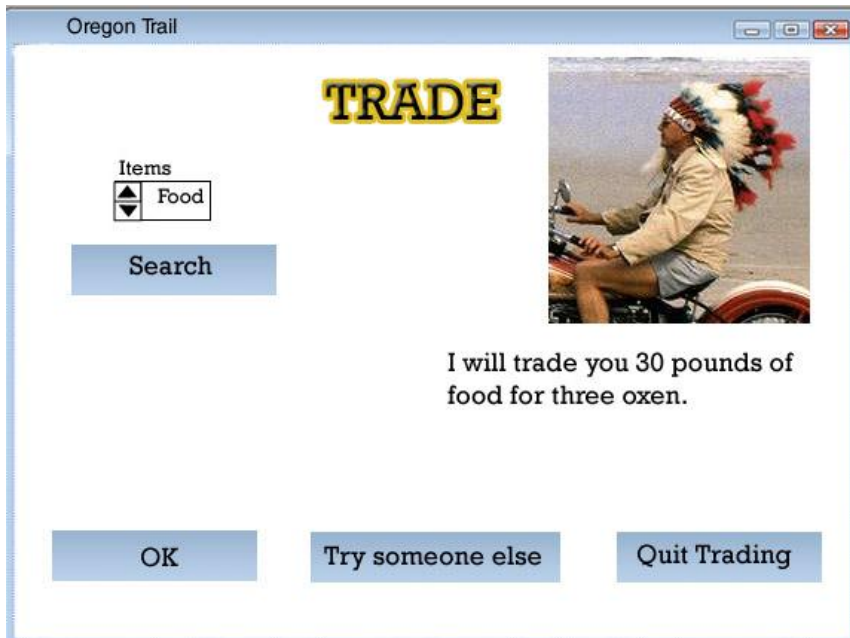 Oregon Trail
TRADE
Items
Food
Search
I will trade you 30 pounds of
food for three oxen.
OK
Try someone else
Quit Trading